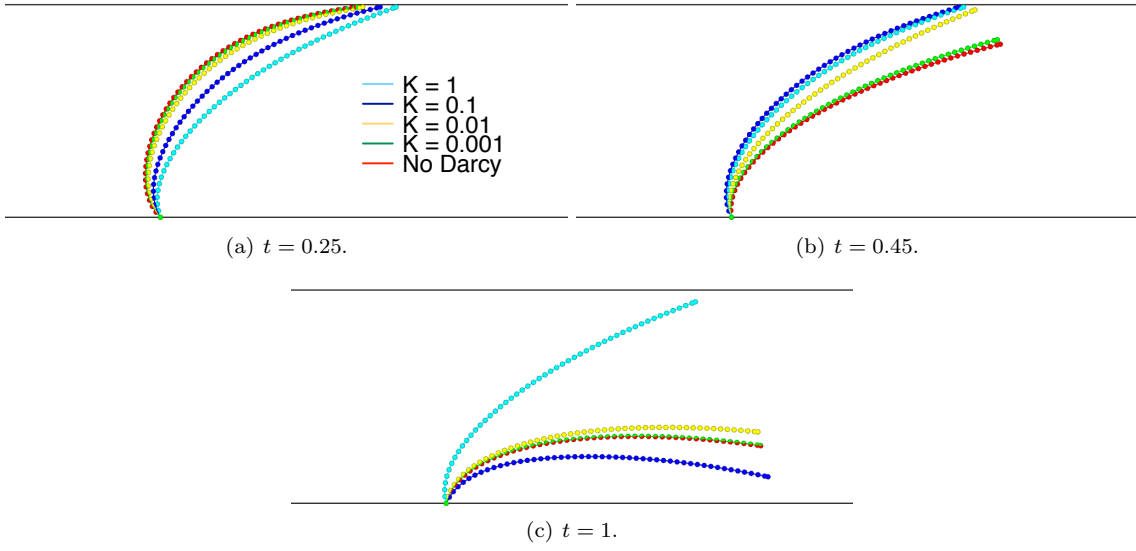 K = 1
K = 0.1
K = 0.01
K = 0.001
No Darcy
(a) t = 0.25.
(b) t = 0.45.
(c) t = 1.